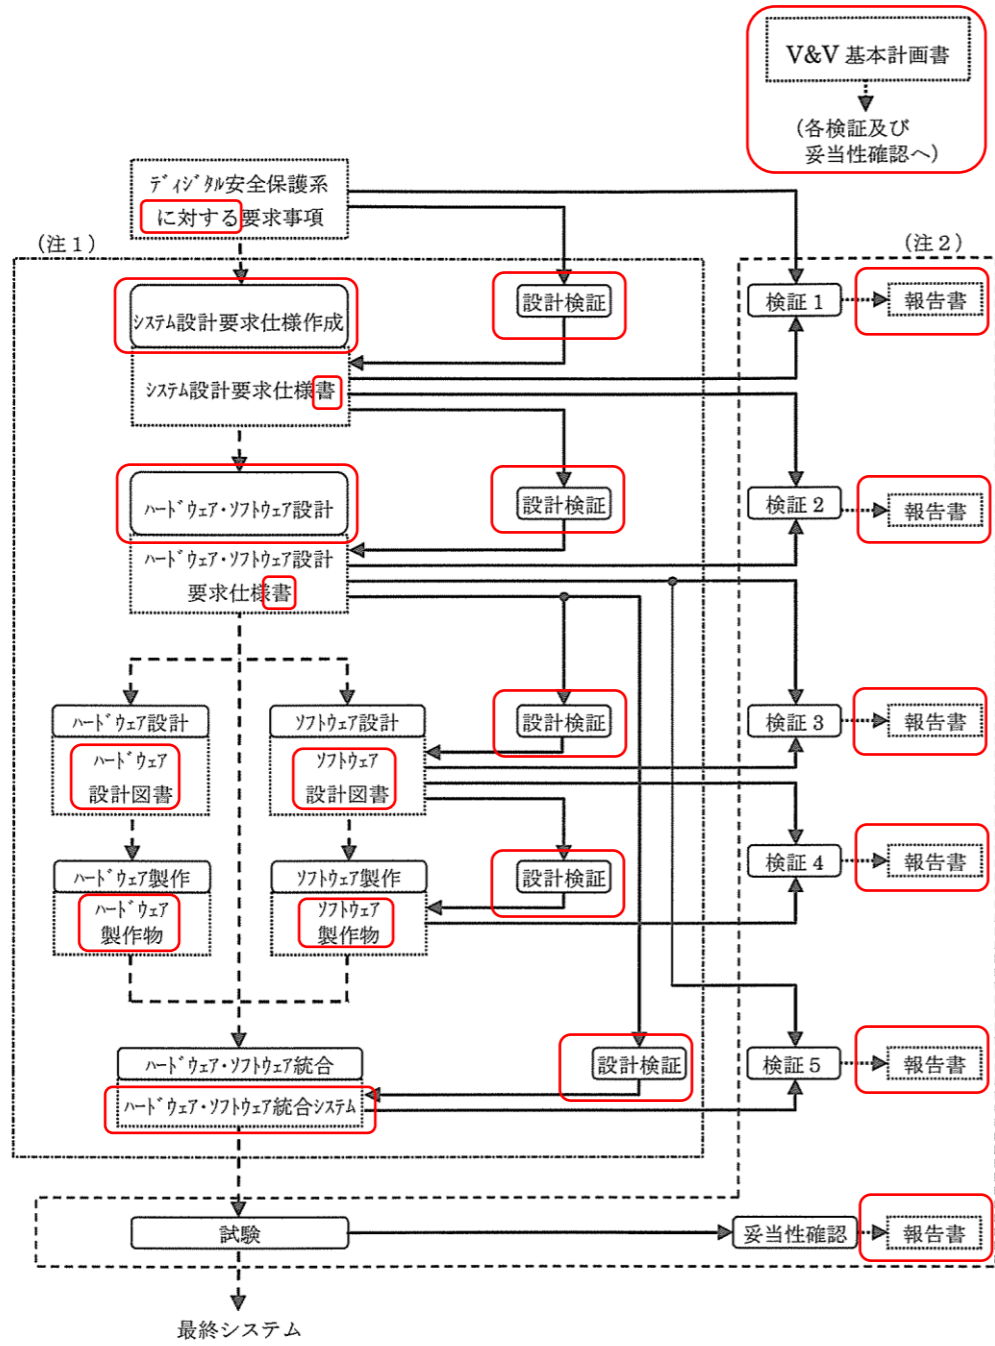 V&V 基本計画書
(各検証及び
妥当性確認へ)
ﾃﾞｨｼﾞﾀﾙ安全保護系
に対する要求事項
(注1)
(注2)
ｼｽﾃﾑ設計要求仕様作成
設計検証
検証1
報告書
ｼｽﾃﾑ設計要求仕様書
ﾊｰﾄﾞｳｪｱ・ｿﾌﾄｳｪｱ設計
設計検証
検証2
報告書
ﾊｰﾄﾞｳｪｱ・ｿﾌﾄｳｪｱ設計
要求仕様書
ﾊｰﾄﾞｳｪｱ設計
ｿﾌﾄｳｪｱ設計
設計検証
検証3
報告書
ﾊｰﾄﾞｳｪｱ
設計図書
ｿﾌﾄｳｪｱ
設計図書
ﾊｰﾄﾞｳｪｱ製作
ｿﾌﾄｳｪｱ製作
設計検証
検証4
報告書
ﾊｰﾄﾞｳｪｱ
製作物
ｿﾌﾄｳｪｱ
製作物
ﾊｰﾄﾞｳｪｱ・ｿﾌﾄｳｪｱ統合
設計検証
検証5
報告書
ﾊｰﾄﾞｳｪｱ・ｿﾌﾄｳｪｱ統合ｼｽﾃﾑ
試験
妥当性確認
報告書
最終システム